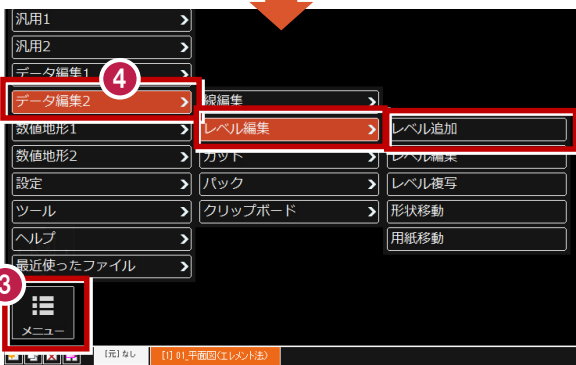 汎用1
汎用2
データ編集1
4
データ編集2
線編集
数値地形1
レベル編集
レベル追加
数値地形2
カット
レベル編集
設定
パック
レベル複写
ツール
クリップボード
形状移動
ヘルプ
用紙移動
最近使ったファイル
3
メニュー
[元] なし
[1] 01_平面図(エレメント法)